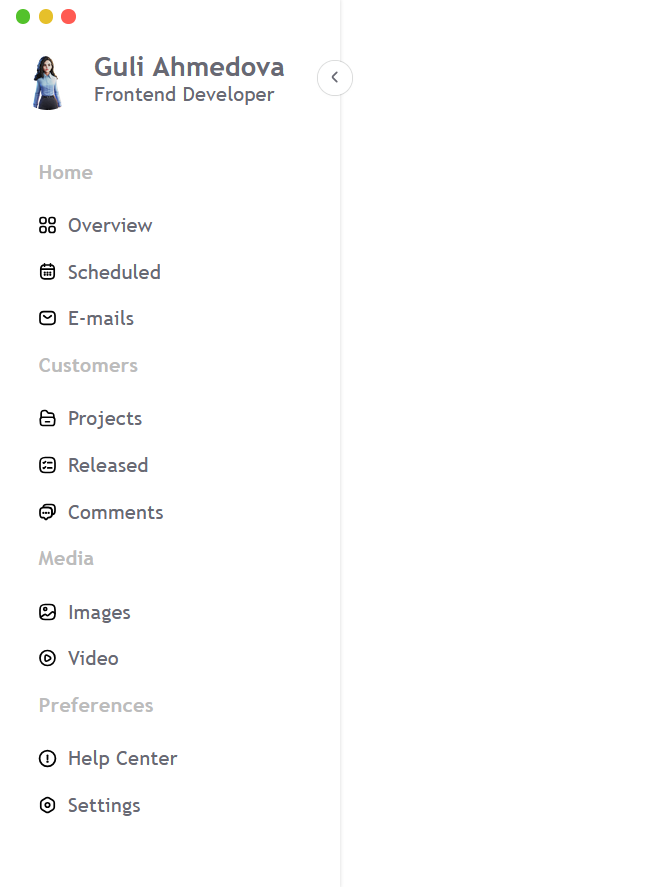 Guli Ahmedova
Frontend Developer
Home
Overview
Scheduled
E-mails
Customers
Projects
Released
Comments
Media
Images
Video
Preferences
Help Center
Settings